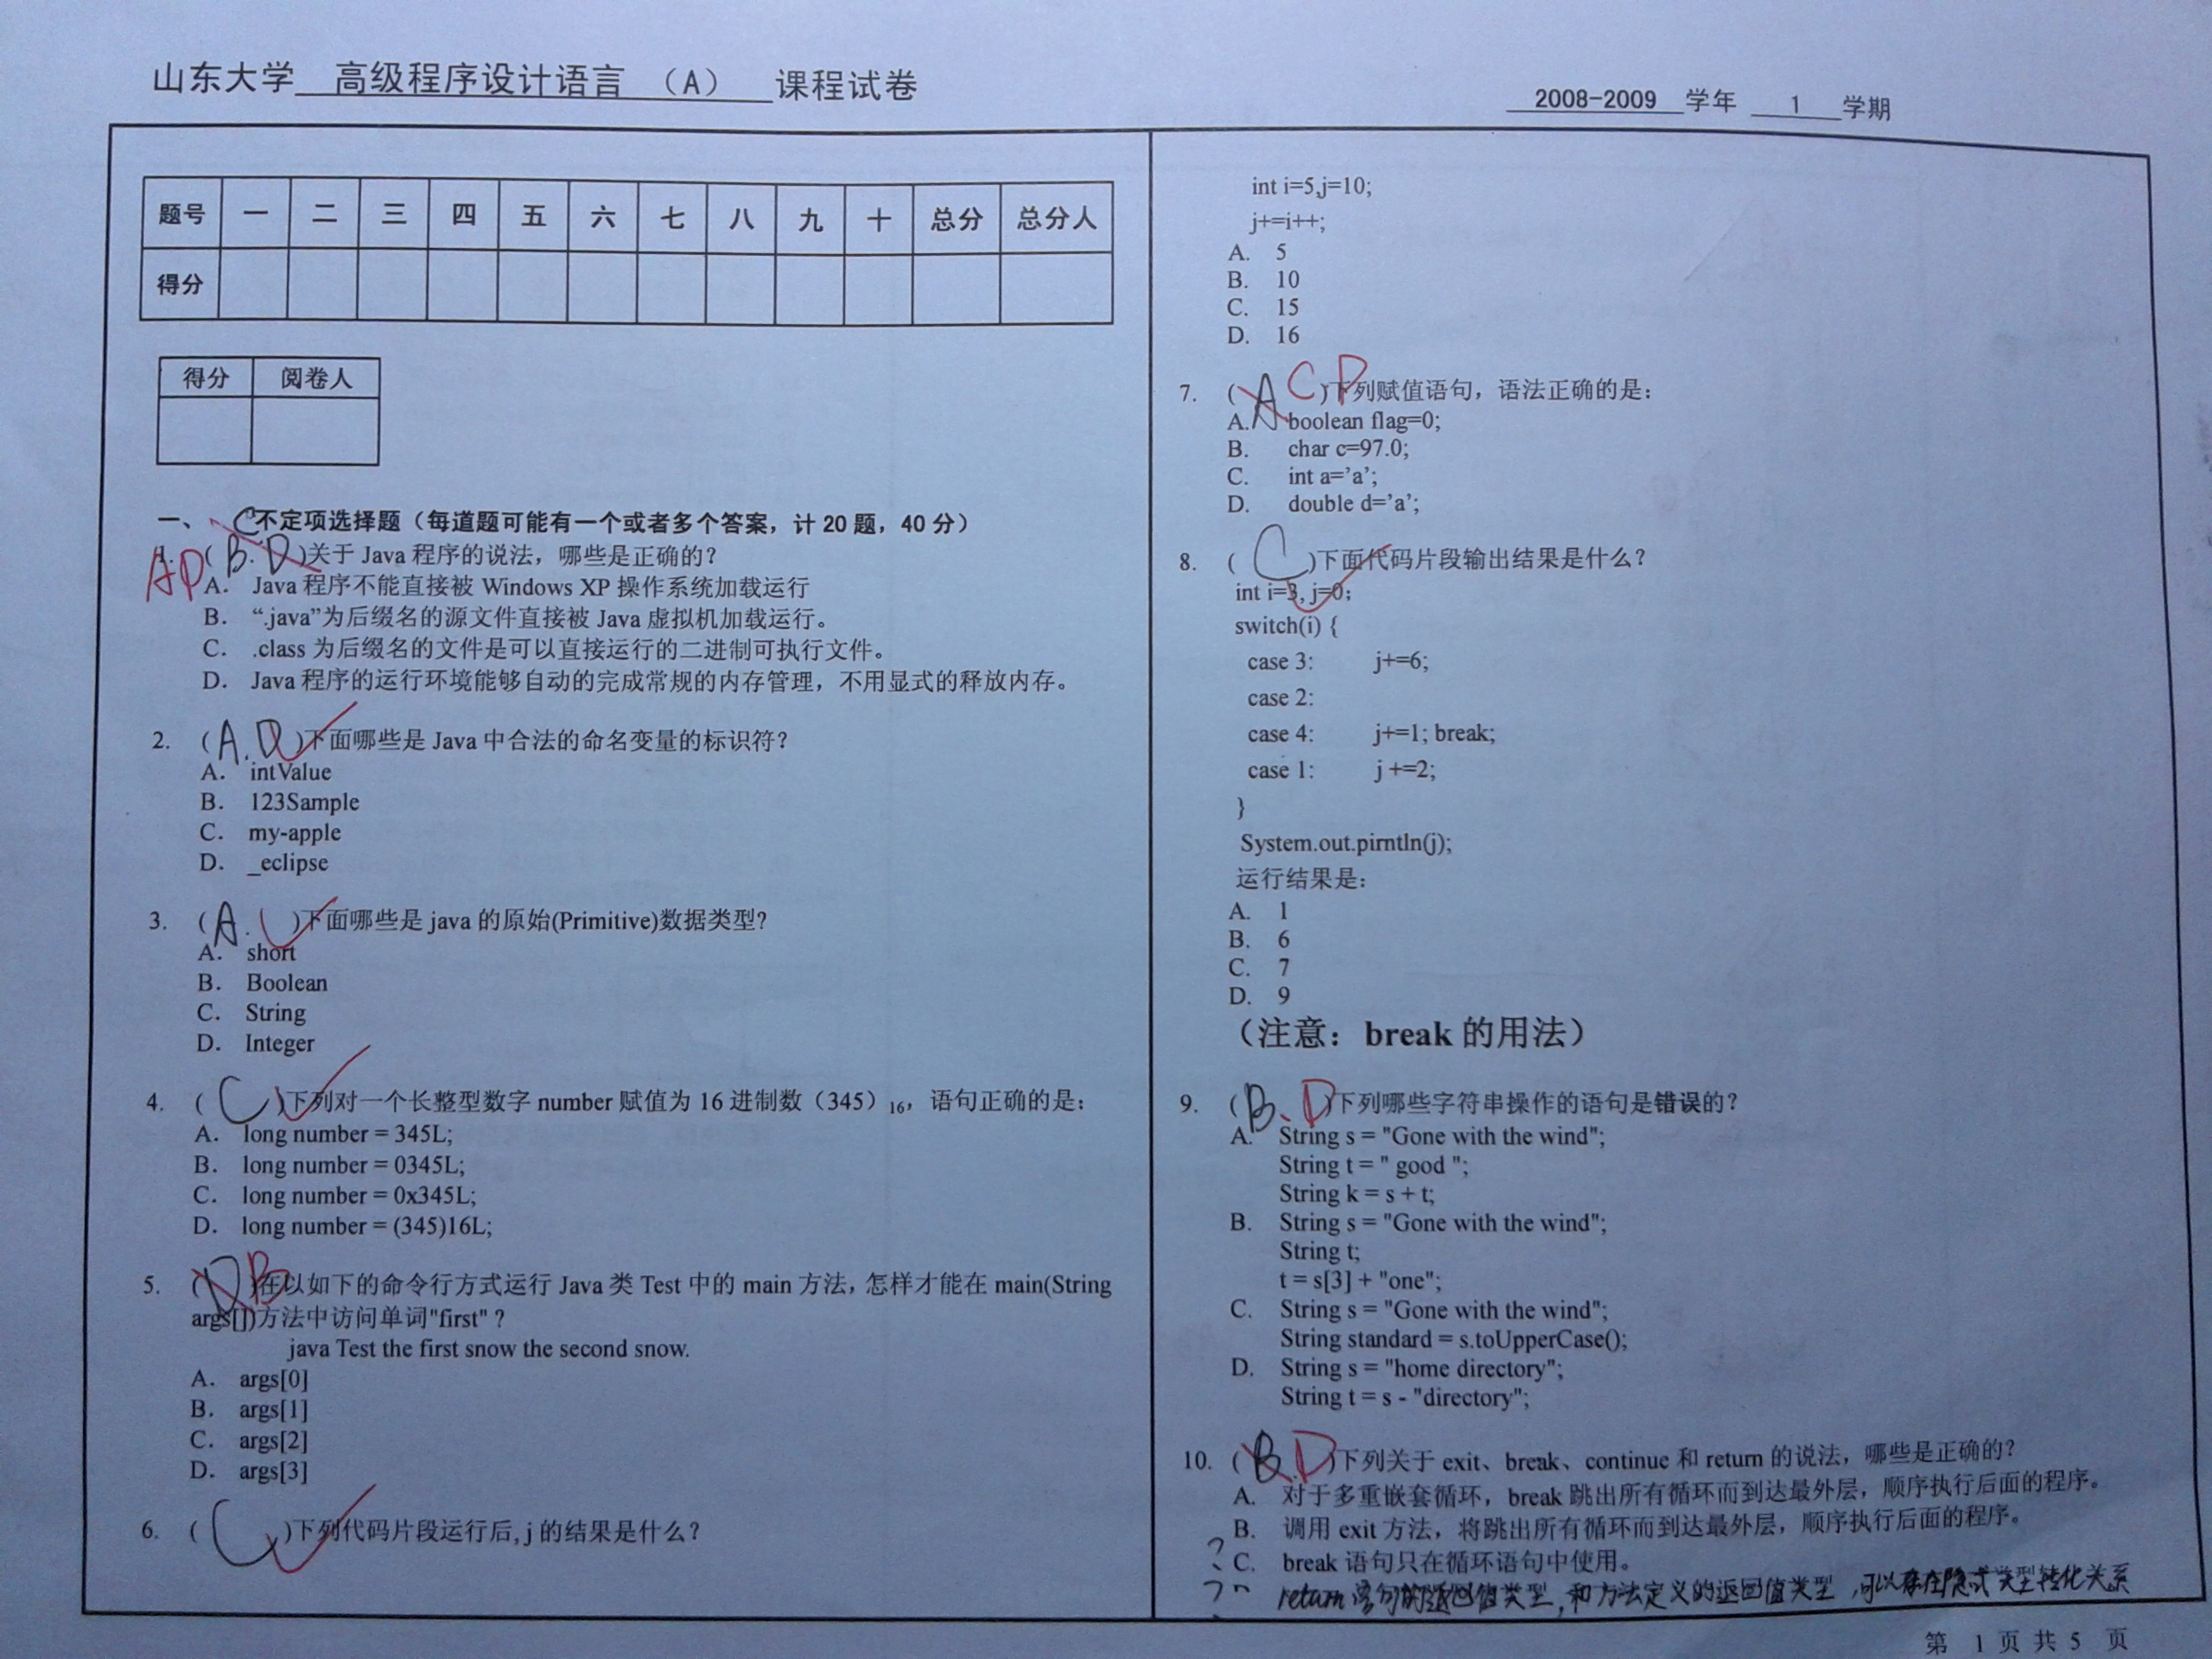 山东大学 高级程序设计语言 （A） 课程试卷
2008-2009 学年 1 学期
题号 一 二 三 四 五 六 七 八 九 十 总分 总分人
得分
得分 阅卷人
一、 C 不定项选择题（每道题可能有一个或者多个答案，计 20 题，40 分）
AD ( B. D )关于 Java 程序的说法，哪些是正确的？
A. Java 程序不能直接被 Windows XP 操作系统加载运行
B. “.java”为后缀名的源文件直接被 Java 虚拟机加载运行。
C. .class 为后缀名的文件是可以直接运行的二进制可执行文件。
D. Java 程序的运行环境能够自动的完成常规的内存管理，不用显式的释放内存。
2. ( A. D )下面哪些是 Java 中合法的命名变量的标识符？
A. intValue
B. 123Sample
C. my-apple
D. _eclipse
3. ( A. )下面哪些是 java 的原始(Primitive)数据类型?
A. short
B. Boolean
C. String
D. Integer
4. ( C )下列对一个长整型数字 number 赋值为 16 进制数（345）16，语句正确的是：
A. long number = 345L;
B. long number = 0345L;
C. long number = 0x345L;
D. long number = (345)16L;
5. ( D B )在以如下的命令行方式运行 Java 类 Test 中的 main 方法，怎样才能在 main(String
args[])方法中访问单词"first" ?
java Test the first snow the second snow.
A. args[0]
B. args[1]
C. args[2]
D. args[3]
6. ( C )下列代码片段运行后, j 的结果是什么？
int i=5,j=10;
j+=i++;
A. 5
B. 10
C. 15
D. 16
7. ( A C D )下列赋值语句，语法正确的是：
A. boolean flag=0;
B. char c=97.0;
C. int a=’a’;
D. double d=’a’;
8. ( C )下面代码片段输出结果是什么？
int i=3, j=0;
switch(i) {
case 3: j+=6;
case 2:
case 4: j+=1; break;
case 1: j +=2;
}
System.out.pirntln(j);
运行结果是：
A. 1
B. 6
C. 7
D. 9
（注意：break 的用法）
9. ( B、D )下列哪些字符串操作的语句是错误的？
A. String s = "Gone with the wind";
String t = " good ";
String k = s + t;
B. String s = "Gone with the wind";
String t;
t = s[3] + "one";
C. String s = "Gone with the wind";
String standard = s.toUpperCase();
D. String s = "home directory";
String t = s - "directory";
10. ( B. D )下列关于 exit、break、continue 和 return 的说法，哪些是正确的？
A. 对于多重嵌套循环，break 跳出所有循环而到达最外层，顺序执行后面的程序。
B. 调用 exit 方法，将跳出所有循环而到达最外层，顺序执行后面的程序。
? C. break 语句只在循环语句中使用。
? return 语句的返回值类型，和方法定义的返回值类型，可以存在隐式类型转化关系
第 1 页 共 5 页